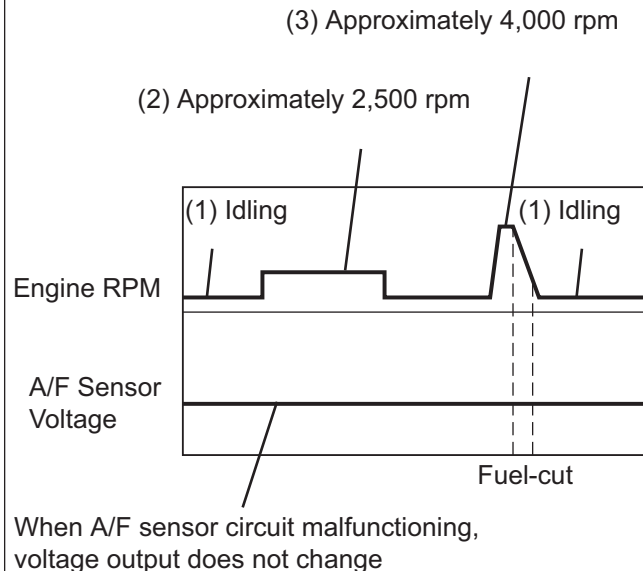 (3) Approximately 4,000 rpm
(2) Approximately 2,500 rpm
(1) Idling
(1) Idling
Engine RPM
A/F Sensor
Voltage
Fuel-cut
When A/F sensor circuit malfunctioning,
voltage output does not change